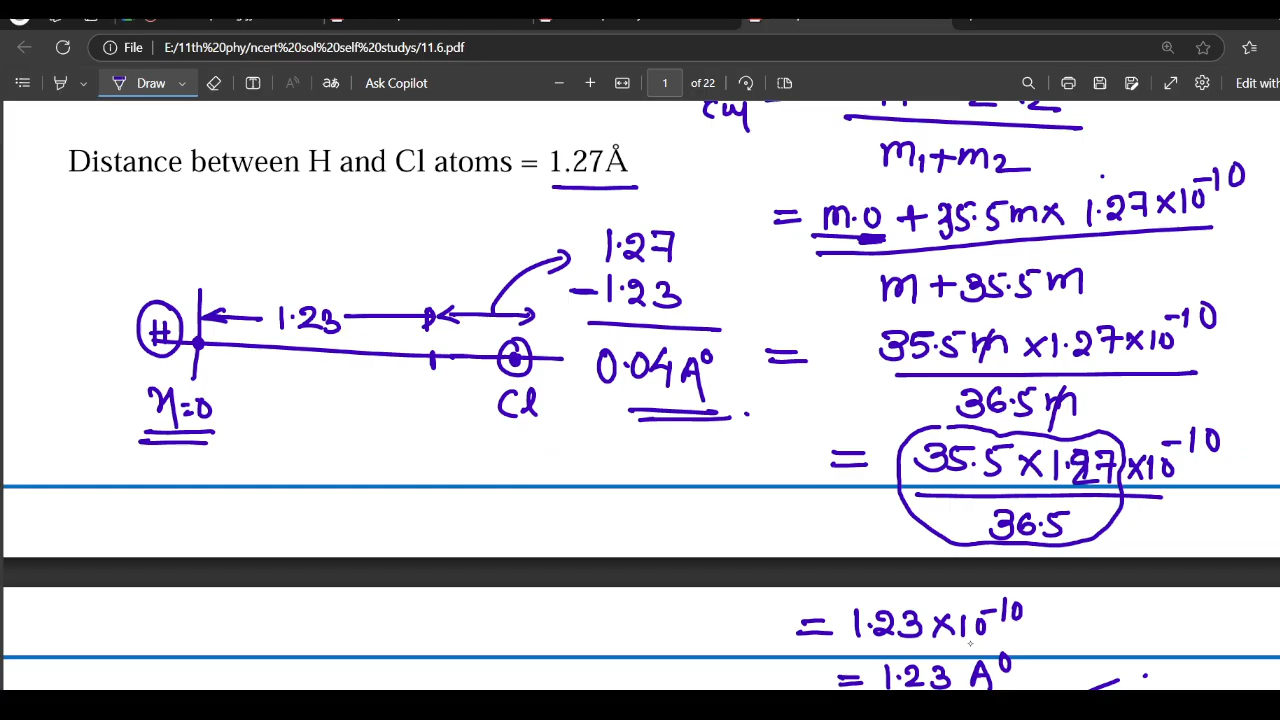 File E:/11th%20phy/ncert%20sol%20self%20studys/11.6.pdf
Draw Ask Copilot 1 of 22 Edit with
m1+m2
Distance between H and Cl atoms = 1.27Å
= m.0 + 35.5m× 1.27×10^-10
m + 35.5m
1.27
-1.23
0.04A°
1.23
H
x=0
Cl
= 35.5m ×1.27×10^-10
36.5m
= 35.5×1.27×10^-10
36.5
= 1.23×10^-10
= 1.23 A°